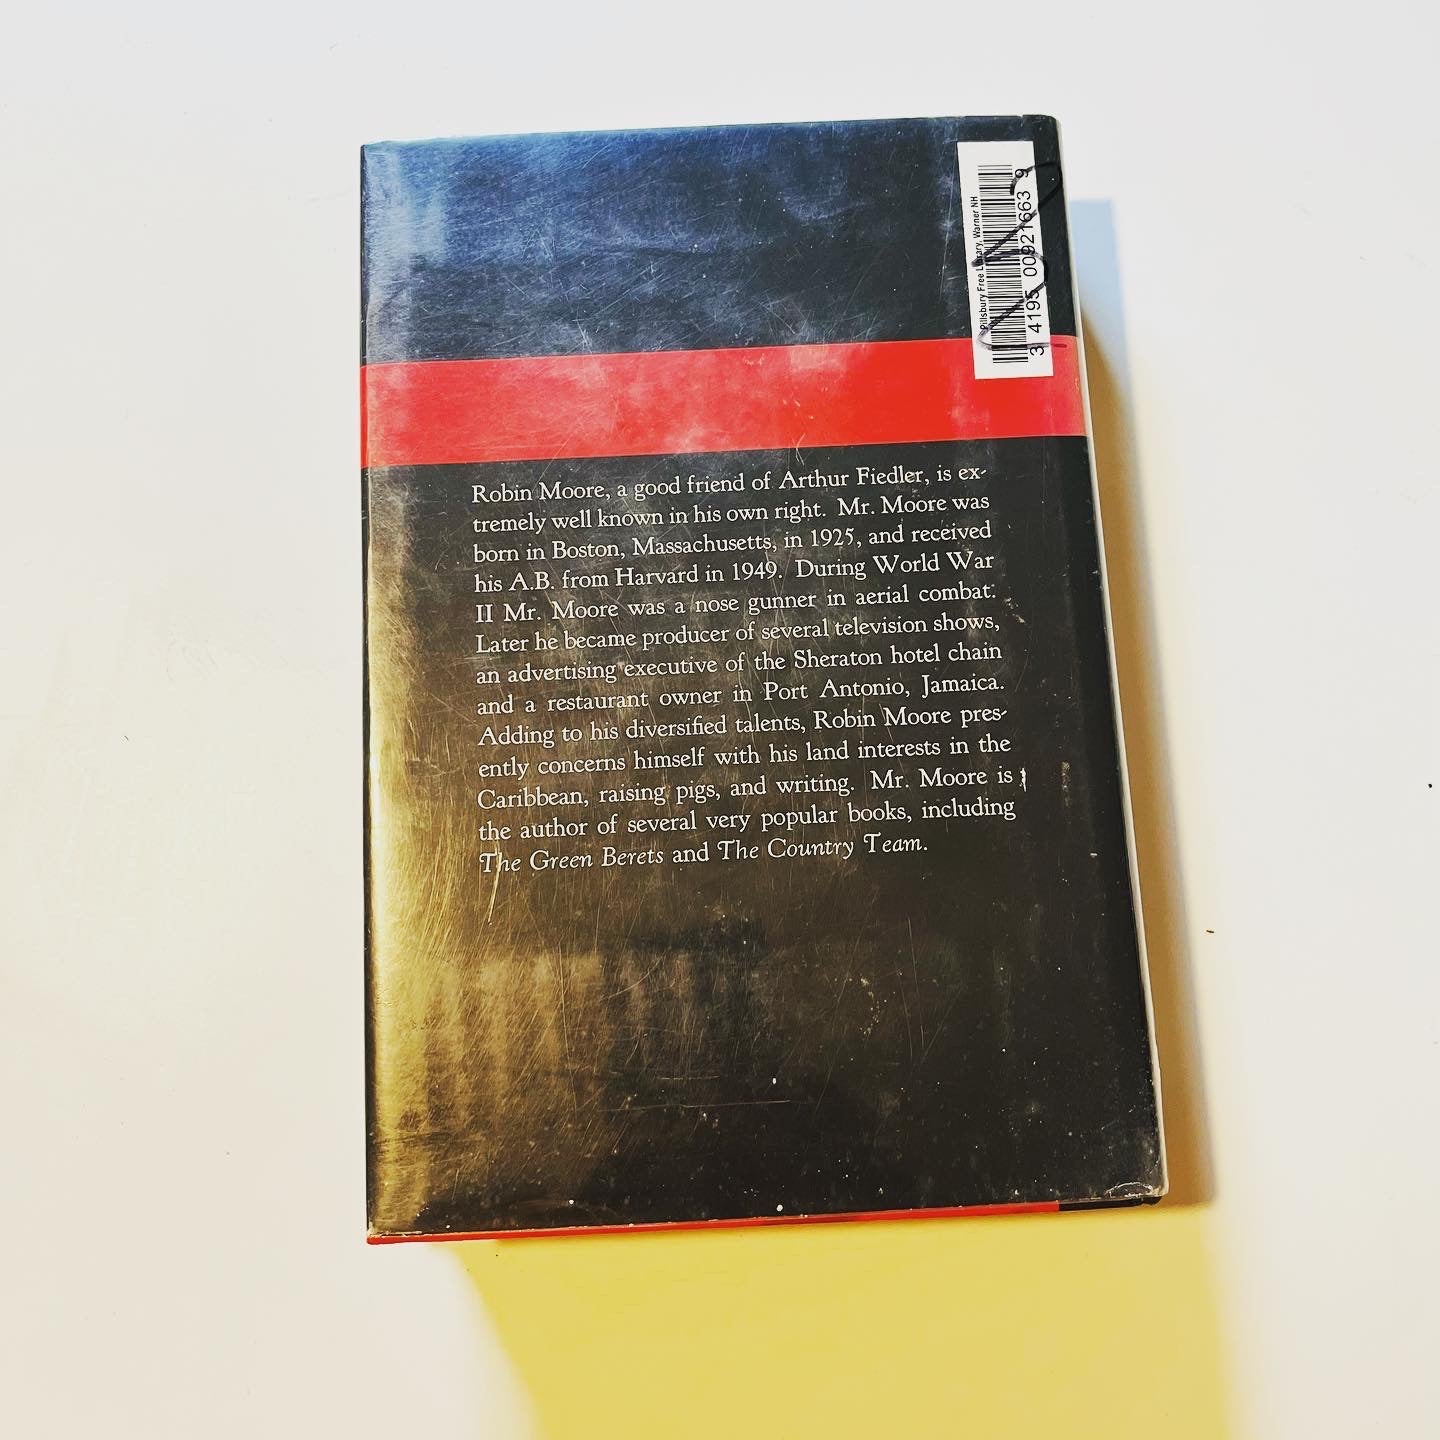 Pillsbury Free Library, Warner NH
3 4195 00921663 9
Robin Moore, a good friend of Arthur Fiedler, is ex-
tremely well known in his own right. Mr. Moore was
born in Boston, Massachusetts, in 1925, and received
his A.B. from Harvard in 1949. During World War
II Mr. Moore was a nose gunner in aerial combat.
Later he became producer of several television shows,
an advertising executive of the Sheraton hotel chain
and a restaurant owner in Port Antonio, Jamaica.
Adding to his diversified talents, Robin Moore pres-
ently concerns himself with his land interests in the
Caribbean, raising pigs, and writing. Mr. Moore is
the author of several very popular books, including
The Green Berets and The Country Team.